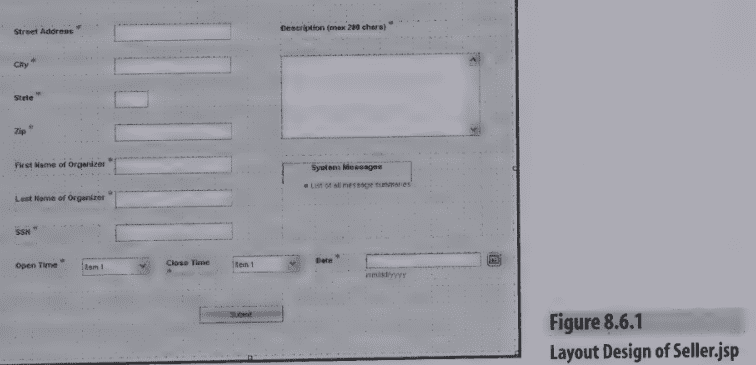 Street Address *
Description (max 200 chars) *
City *
State *
Zip *
First Name of Organizer *
System Messages
List of all message summaries
Last Name of Organizer *
SSN *
Open Time *
Item 1
Close Time *
Item 1
Date *
mm/dd/yyyy
Submit
Figure 8.6.1
Layout Design of Seller.jsp